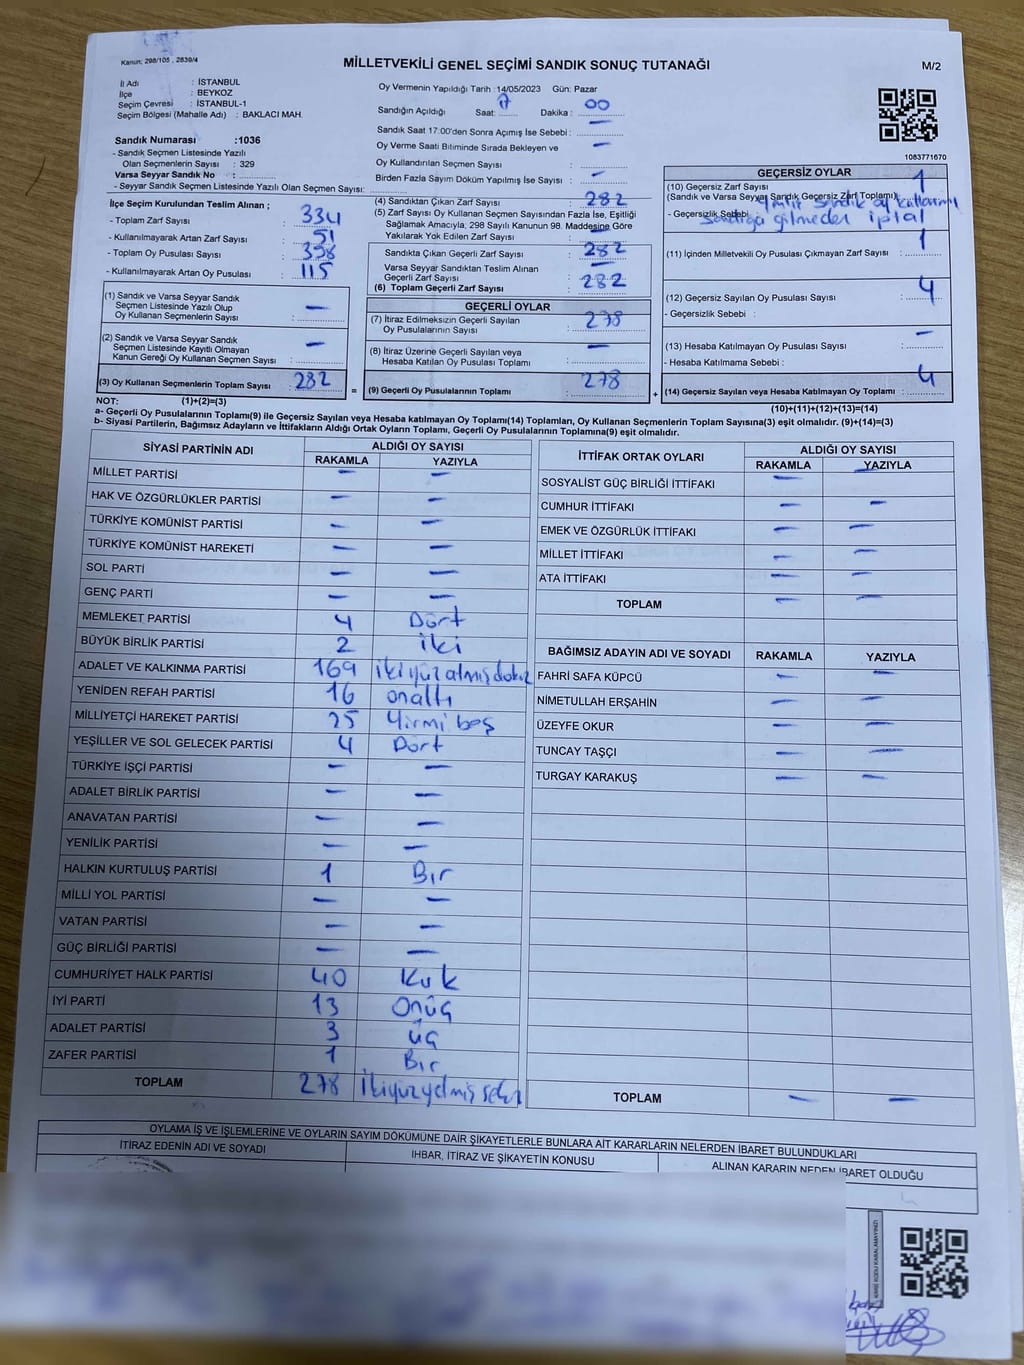 Kanun; 298/105 , 2839/4
MİLLETVEKİLİ GENEL SEÇİMİ SANDIK SONUÇ TUTANAĞI
M/2
İl Adı : İSTANBUL
İlçe : BEYKOZ
Seçim Çevresi : İSTANBUL-1
Seçim Bölgesi (Mahalle Adı) : BAKLACI MAH.
Sandık Numarası :1036
- Sandık Seçmen Listesinde Yazılı
Olan Seçmenlerin Sayısı : 329
Varsa Seyyar Sandık No :
- Seyyar Sandık Seçmen Listesinde Yazılı Olan Seçmen Sayısı:
İlçe Seçim Kurulundan Teslim Alınan ;
- Toplam Zarf Sayısı : 334
- Kullanılmayarak Artan Zarf Sayısı : 51
- Toplam Oy Pusulası Sayısı : 398
- Kullanılmayarak Artan Oy Pusulası : 115
(1) Sandık ve Varsa Seyyar Sandık
Seçmen Listesinde Yazılı Olup
Oy Kullanan Seçmenlerin Sayısı : —
(2) Sandık ve Varsa Seyyar Sandık
Seçmen Listesinde Kayıtlı Olmayan
Kanun Gereği Oy Kullanan Seçmen Sayısı : —
(3) Oy Kullanan Seçmenlerin Toplam Sayısı : 282
(1)+(2)=(3)
Oy Vermenin Yapıldığı Tarih :14/05/2023 Gün: Pazar
Sandığın Açıldığı Saat: 17 Dakika : 00
Sandık Saat 17:00'den Sonra Açımış İse Sebebi : —
Oy Verme Saati Bitiminde Sırada Bekleyen ve
Oy Kullandırılan Seçmen Sayısı : —
Birden Fazla Sayım Döküm Yapılmış İse Sayısı : —
(4) Sandıktan Çıkan Zarf Sayısı : 282
(5) Zarf Sayısı Oy Kullanan Seçmen Sayısından Fazla İse, Eşitliği
Sağlamak Amacıyla, 298 Sayılı Kanunun 98. Maddesine Göre
Yakılarak Yok Edilen Zarf Sayısı : —
Sandıkta Çıkan Geçerli Zarf Sayısı : 282
Varsa Seyyar Sandıktan Teslim Alınan
Geçerli Zarf Sayısı : —
(6) Toplam Geçerli Zarf Sayısı : 282
GEÇERLİ OYLAR
(7) İtiraz Edilmeksizin Geçerli Sayılan
Oy Pusulalarının Sayısı : 278
(8) İtiraz Üzerine Geçerli Sayılan veya
Hesaba Katılan Oy Pusulası Toplamı : —
= (9) Geçerli Oy Pusulalarının Toplamı : 278
1083771670
GEÇERSİZ OYLAR
(10) Geçersiz Zarf Sayısı 1
(Sandık ve Varsa Seyyar Sandık Geçersiz Zarf Toplamı)
- Geçersizlik Sebebi
sandık oy
sandığa iptal
(11) İçinden Milletvekili Oy Pusulası Çıkmayan Zarf Sayısı : 1
(12) Geçersiz Sayılan Oy Pusulası Sayısı : 4
- Geçersizlik Sebebi :
(13) Hesaba Katılmayan Oy Pusulası Sayısı : —
- Hesaba Katılmama Sebebi :
+ (14) Geçersiz Sayılan veya Hesaba Katılmayan Oy Toplamı : 4
(10)+(11)+(12)+(13)=(14)
NOT:
a- Geçerli Oy Pusulalarının Toplamı(9) ile Geçersiz Sayılan veya Hesaba katılmayan Oy Toplamı(14) Toplamları, Oy Kullanan Seçmenlerin Toplam Sayısına(3) eşit olmalıdır. (9)+(14)=(3)
b- Siyasi Partilerin, Bağımsız Adayların ve İttifakların Aldığı Ortak Oyların Toplamı, Geçerli Oy Pusulalarının Toplamına(9) eşit olmalıdır.
SİYASİ PARTİNİN ADI ALDIĞI OY SAYISI
RAKAMLA YAZIYLA
MİLLET PARTİSİ — —
HAK VE ÖZGÜRLÜKLER PARTİSİ — —
TÜRKİYE KOMÜNİST PARTİSİ — —
TÜRKİYE KOMÜNİST HAREKETİ — —
SOL PARTİ — —
GENÇ PARTİ — —
MEMLEKET PARTİSİ 4 Dört
BÜYÜK BİRLİK PARTİSİ 2 iki
ADALET VE KALKINMA PARTİSİ 169 ikiyüzalmışdokuz
YENİDEN REFAH PARTİSİ 16 onaltı
MİLLİYETÇİ HAREKET PARTİSİ 25 Yirmi beş
YEŞİLLER VE SOL GELECEK PARTİSİ 4 Dört
TÜRKİYE İŞÇİ PARTİSİ — —
ADALET BİRLİK PARTİSİ — —
ANAVATAN PARTİSİ — —
YENİLİK PARTİSİ — —
HALKIN KURTULUŞ PARTİSİ 1 Bır
MİLLİ YOL PARTİSİ — —
VATAN PARTİSİ — —
GÜÇ BİRLİĞİ PARTİSİ — —
CUMHURİYET HALK PARTİSİ 40 Kırk
İYİ PARTİ 13 Onüç
ADALET PARTİSİ 3 üç
ZAFER PARTİSİ 1 Bır
TOPLAM 278 ikiyüzyetmiş sekiz
İTTİFAK ORTAK OYLARI ALDIĞI OY SAYISI
RAKAMLA YAZIYLA
SOSYALİST GÜÇ BİRLİĞİ İTTİFAKI — —
CUMHUR İTTİFAKI — —
EMEK VE ÖZGÜRLÜK İTTİFAKI — —
MİLLET İTTİFAKI — —
ATA İTTİFAKI — —
TOPLAM — —
BAĞIMSIZ ADAYIN ADI VE SOYADI RAKAMLA YAZIYLA
FAHRİ SAFA KÜPCÜ — —
NİMETULLAH ERŞAHİN — —
ÜZEYFE OKUR — —
TUNCAY TAŞÇI — —
TURGAY KARAKUŞ — —
TOPLAM — —
OYLAMA İŞ VE İŞLEMLERİNE VE OYLARIN SAYIM DÖKÜMÜNE DAİR ŞİKAYETLERLE BUNLARA AİT KARARLARIN NELERDEN İBARET BULUNDUKLARI
İTİRAZ EDENİN ADI VE SOYADI İHBAR, İTİRAZ VE ŞİKAYETİN KONUSU ALINAN KARARIN NEDEN İBARET OLDUĞU
KARE KODU KARALAMAYINIZ!